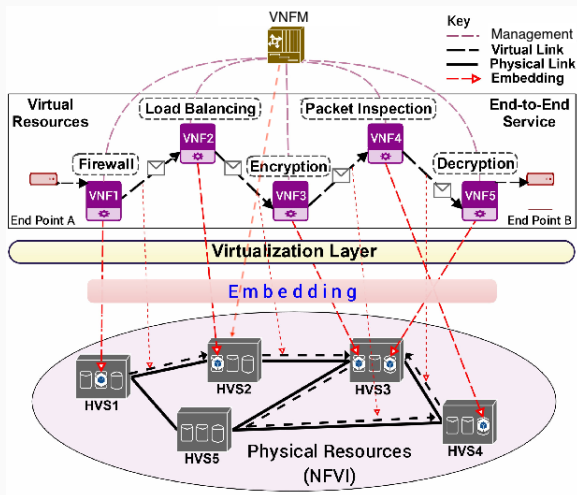 VNFM
Key
Management
Virtual Link
Physical Link
Embedding
Virtual
Resources
Load Balancing
Packet Inspection
End-to-End
Service
VNF2
VNF4
Firewall
Encryption
Decryption
VNF1
VNF3
VNF5
End Point A
End Point B
Virtualization Layer
Embedding
HVS1
HVS2
HVS3
HVS5
HVS4
Physical Resources
(NFVI)